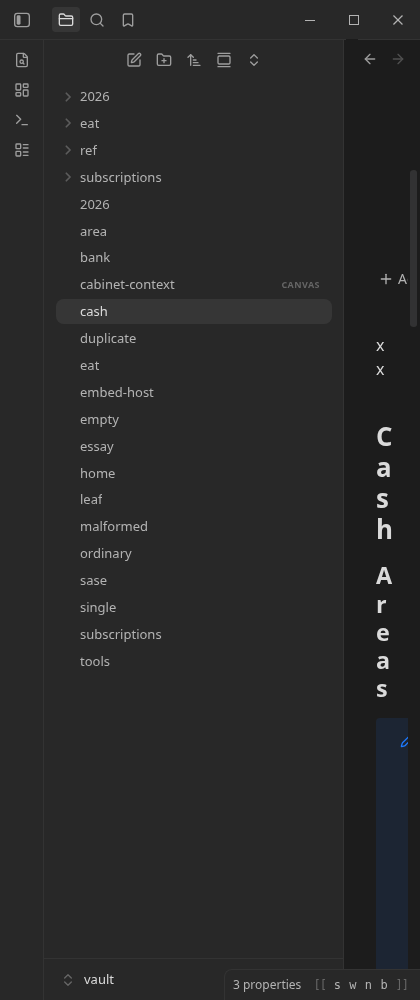 2026
eat
ref
subscriptions
2026
area
bank
cabinet-context CANVAS
cash
duplicate
eat
embed-host
empty
essay
home
leaf
malformed
ordinary
sase
single
subscriptions
tools
vault
A
x
x
C
a
s
h
A
r
e
a
s
3 properties [[ s w n b ]]